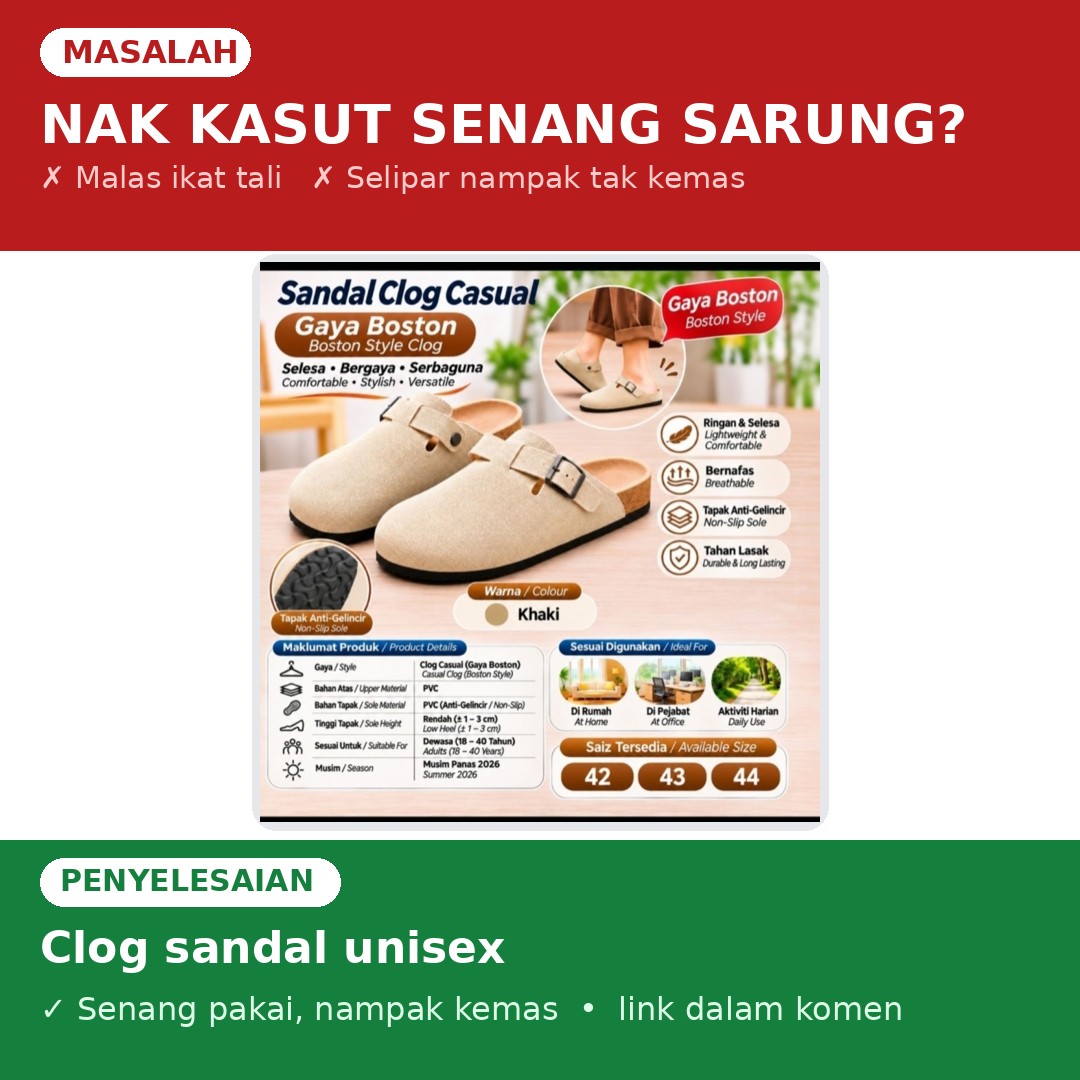 MASALAH
NAK KASUT SENANG SARUNG?
✗ Malas ikat tali ✗ Selipar nampak tak kemas
Sandal Clog Casual
Gaya Boston
Boston Style Clog
Selesa • Bergaya • Serbaguna
Comfortable • Stylish • Versatile
Gaya Boston
Boston Style
Ringan & Selesa
Lightweight &
Comfortable
Bernafas
Breathable
Tapak Anti-Gelincir
Non-Slip Sole
Tahan Lasak
Durable & Long Lasting
Tapak Anti-Gelincir
Non-Slip Sole
Warna / Colour
Khaki
Maklumat Produk / Product Details
Gaya / Style
Clog Casual (Gaya Boston)
Casual Clog (Boston Style)
Bahan Atas / Upper Material
PVC
Bahan Tapak / Sole Material
PVC (Anti-Gelincir / Non-Slip)
Tinggi Tapak / Sole Height
Rendah (± 1 – 3 cm)
Low Heel (± 1 – 3 cm)
Sesuai Untuk / Suitable For
Dewasa (18 – 40 Tahun)
Adults (18 – 40 Years)
Musim / Season
Musim Panas 2026
Summer 2026
Sesuai Digunakan / Ideal For
Di Rumah
At Home
Di Pejabat
At Office
Aktiviti Harian
Daily Use
Saiz Tersedia / Available Size
42 43 44
PENYELESAIAN
Clog sandal unisex
✓ Senang pakai, nampak kemas • link dalam komen